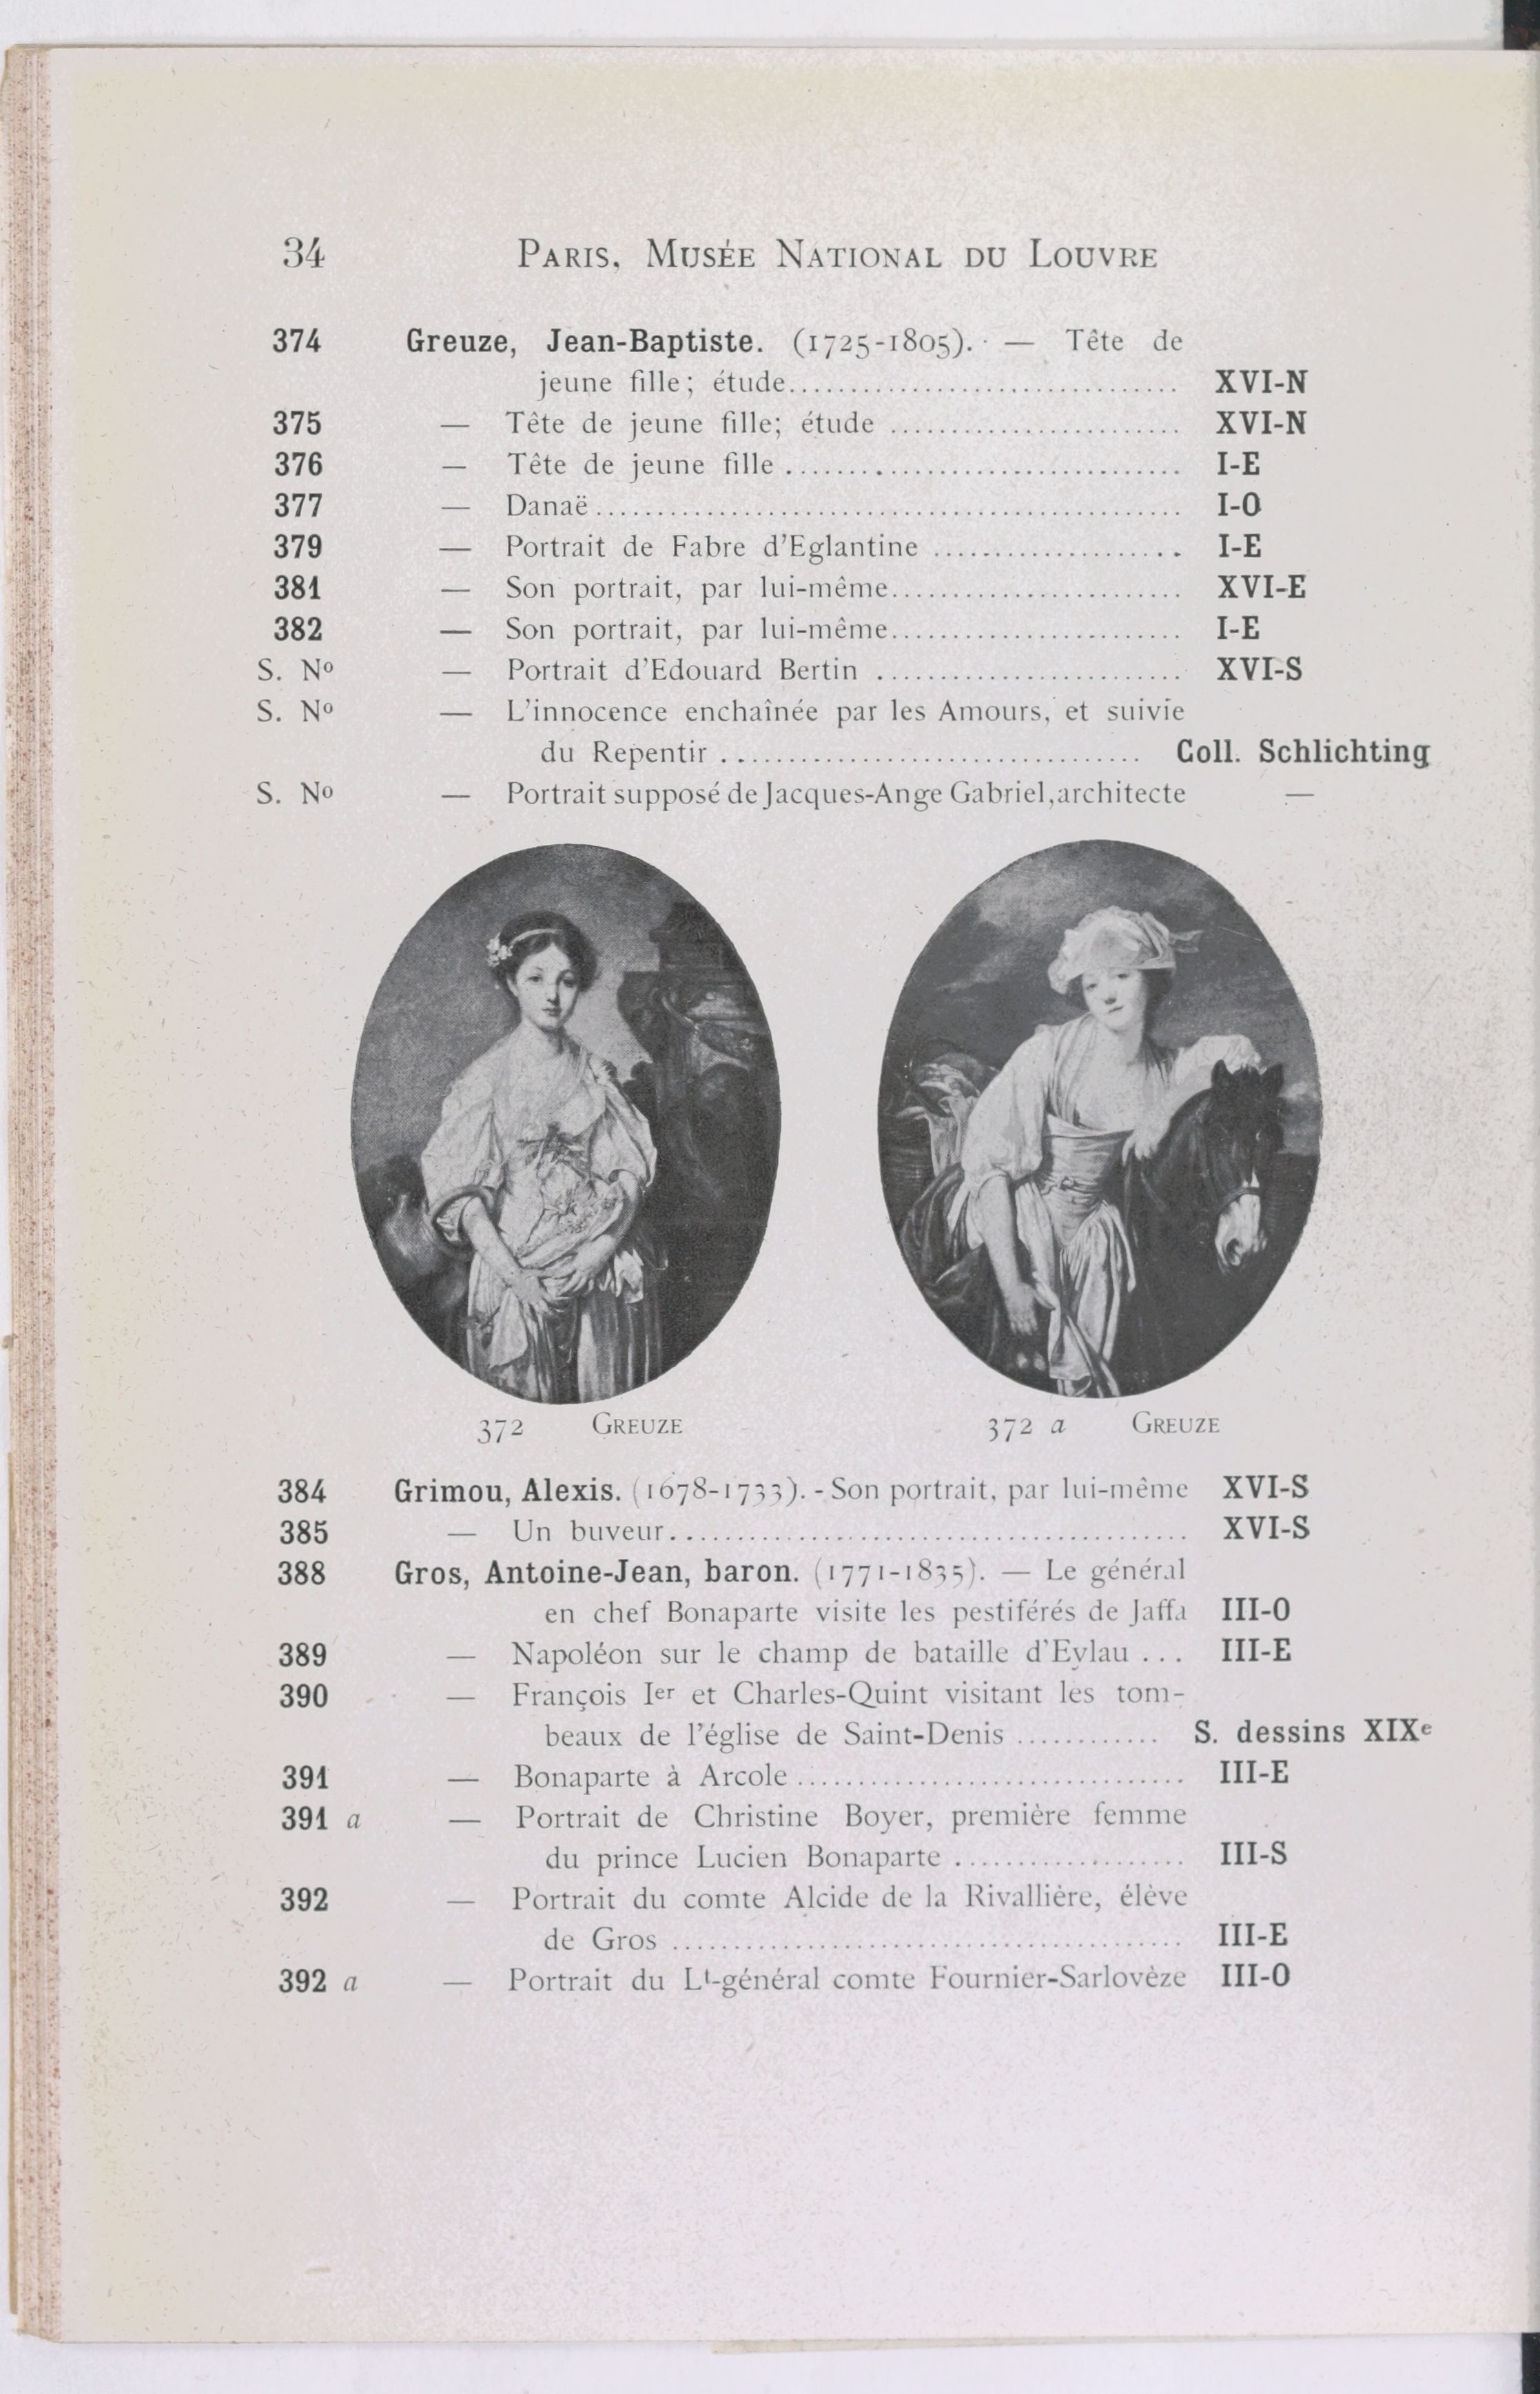 34 PARIS, MUSÉE NATIONAL DU LOUVRE
374 Greuze, Jean-Baptiste. (1725-1805). — Tête de
jeune fille; étude.............................. XVI-N
375 — Tête de jeune fille; étude ........................ XVI-N
376 — Tête de jeune fille ................................. I-E
377 — Danaë ................................................ I-O
379 — Portrait de Fabre d'Eglantine ..................... I-E
381 — Son portrait, par lui-même........................ XVI-E
382 — Son portrait, par lui-même........................ I-E
S. Nº — Portrait d'Edouard Bertin ......................... XVI-S
S. Nº — L'innocence enchaînée par les Amours, et suivie
du Repentir .................................. Coll. Schlichting
S. Nº — Portrait supposé de Jacques-Ange Gabriel, architecte —
372 GREUZE
372 a GREUZE
384 Grimou, Alexis. (1678-1733). - Son portrait, par lui-même XVI-S
385 — Un buveur.......................................... XVI-S
388 Gros, Antoine-Jean, baron. (1771-1835). — Le général
en chef Bonaparte visite les pestiférés de Jaffa III-O
389 — Napoléon sur le champ de bataille d'Eylau ... III-E
390 — François Ier et Charles-Quint visitant les tom-
beaux de l'église de Saint-Denis ............ S. dessins XIXe
391 — Bonaparte à Arcole ................................ III-E
391 a — Portrait de Christine Boyer, première femme
du prince Lucien Bonaparte ................... III-S
392 — Portrait du comte Alcide de la Rivallière, élève
de Gros .......................................... III-E
392 a — Portrait du Lt-général comte Fournier-Sarlovèze III-O